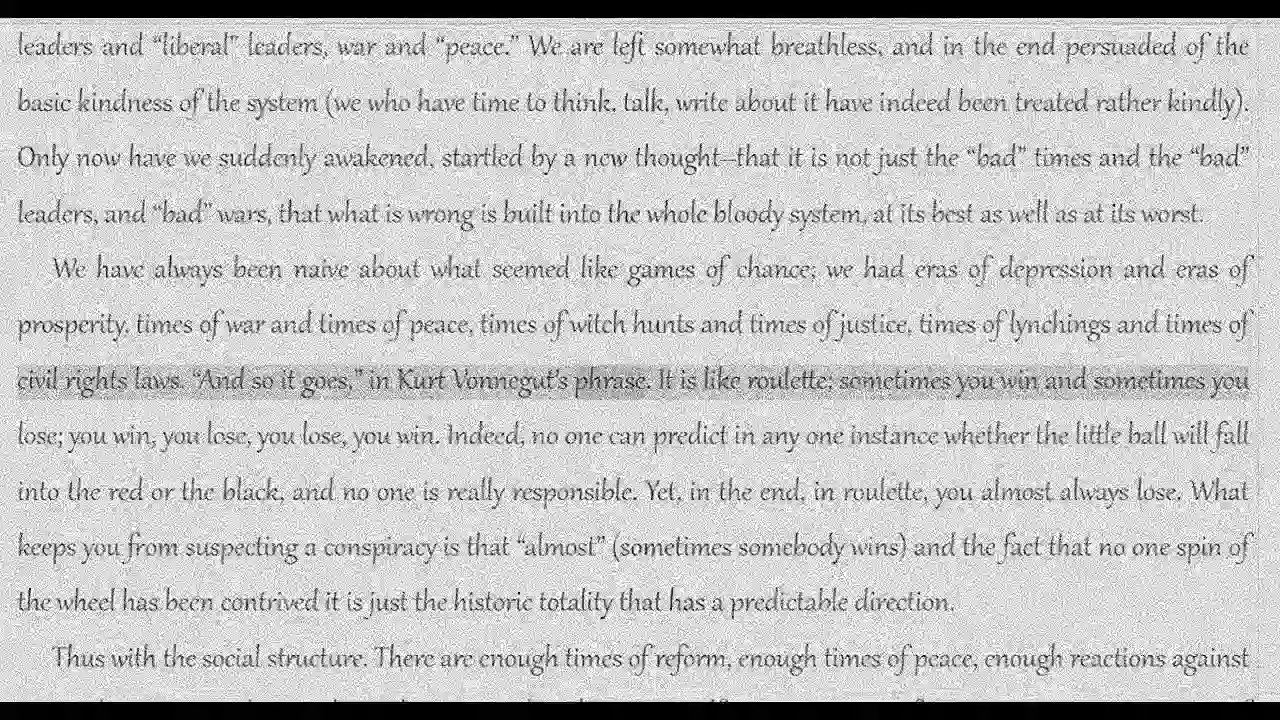 leaders and “liberal” leaders, war and “peace.” We are left somewhat breathless, and in the end persuaded of the
basic kindness of the system (we who have time to think, talk, write about it have indeed been treated rather kindly).
Only now have we suddenly awakened, startled by a new thought—that it is not just the “bad” times and the “bad”
leaders, and “bad” wars, that what is wrong is built into the whole bloody system, at its best as well as at its worst.
We have always been naive about what seemed like games of chance; we had eras of depression and eras of
prosperity, times of war and times of peace, times of witch hunts and times of justice, times of lynchings and times of
civil rights laws. “And so it goes,” in Kurt Vonnegut’s phrase. It is like roulette; sometimes you win and sometimes you
lose; you win, you lose, you lose, you win. Indeed, no one can predict in any one instance whether the little ball will fall
into the red or the black, and no one is really responsible. Yet, in the end, in roulette, you almost always lose. What
keeps you from suspecting a conspiracy is that “almost” (sometimes somebody wins) and the fact that no one spin of
the wheel has been contrived it is just the historic totality that has a predictable direction.
Thus with the social structure. There are enough times of reform, enough times of peace, enough reactions against